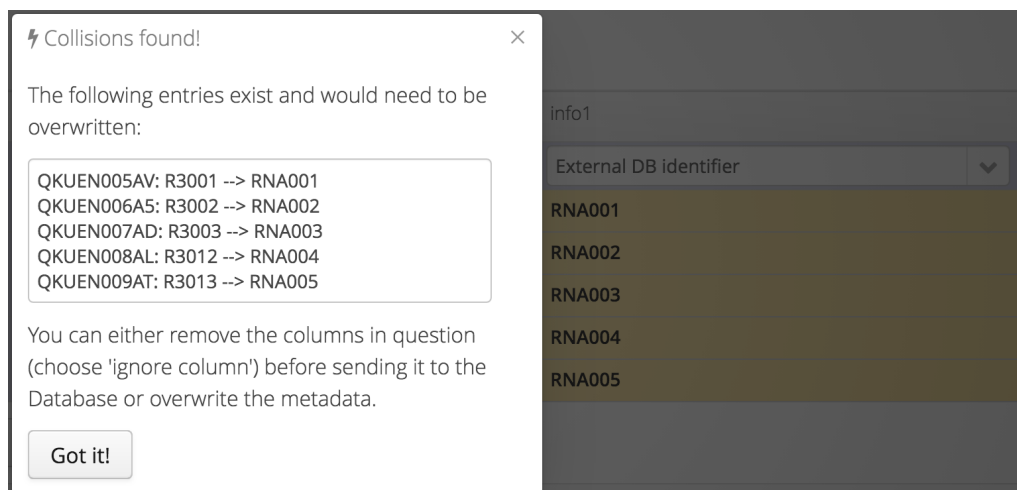 Collisions found!
The following entries exist and would need to be
overwritten:
QKUEN005AV: R3001 --> RNA001
QKUEN006A5: R3002 --> RNA002
QKUEN007AD: R3003 --> RNA003
QKUEN008AL: R3012 --> RNA004
QKUEN009AT: R3013 --> RNA005
You can either remove the columns in question
(choose 'ignore column') before sending it to the
Database or overwrite the metadata.
Got it!
info1
External DB identifier
RNA001
RNA002
RNA003
RNA004
RNA005